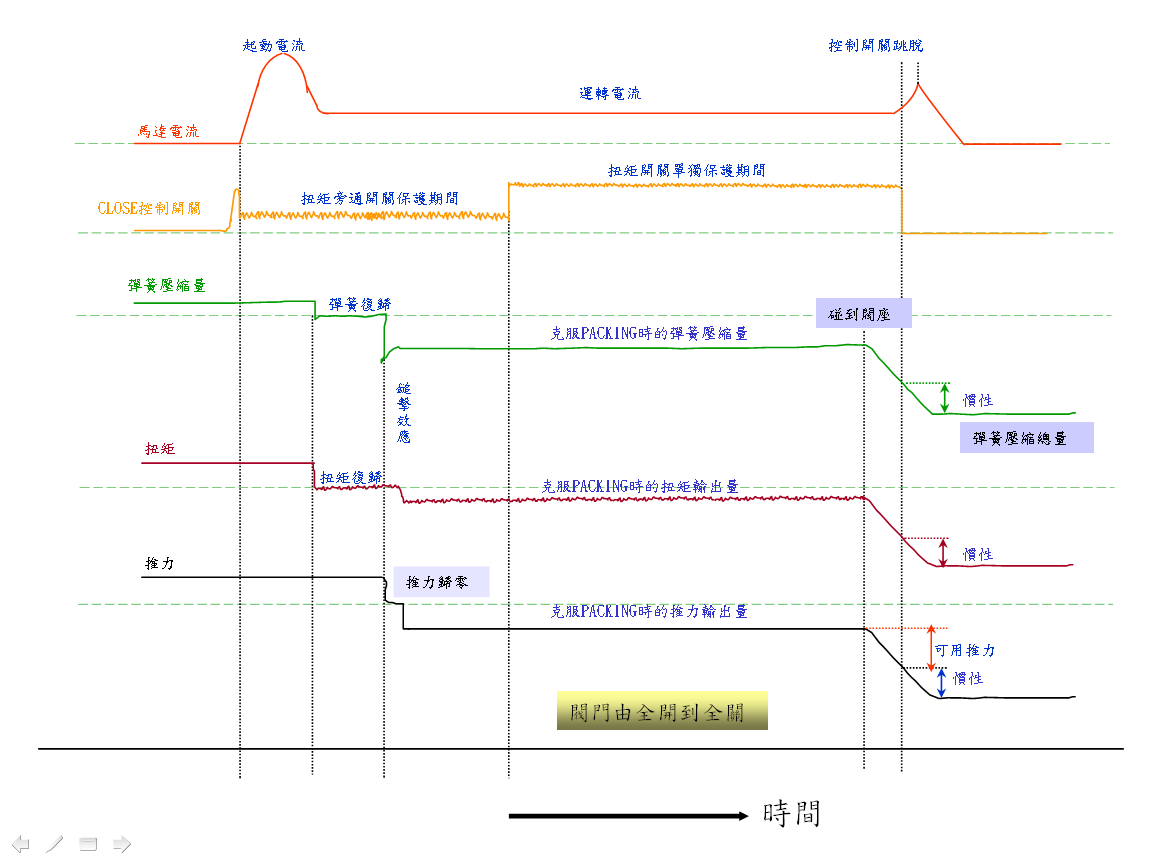 起動電流
控制開關跳脫
運轉電流
馬達電流
扭矩開關單獨保護期間
扭矩旁通開關保護期間
CLOSE控制開關
彈簧壓縮量
彈簧復歸
碰到閥座
克服PACKING時的彈簧壓縮量
鎚擊效應
慣性
彈簧壓縮總量
扭矩
扭矩復歸
克服PACKING時的扭矩輸出量
慣性
推力
推力歸零
克服PACKING時的推力輸出量
可用推力
慣性
閥門由全開到全關
時間